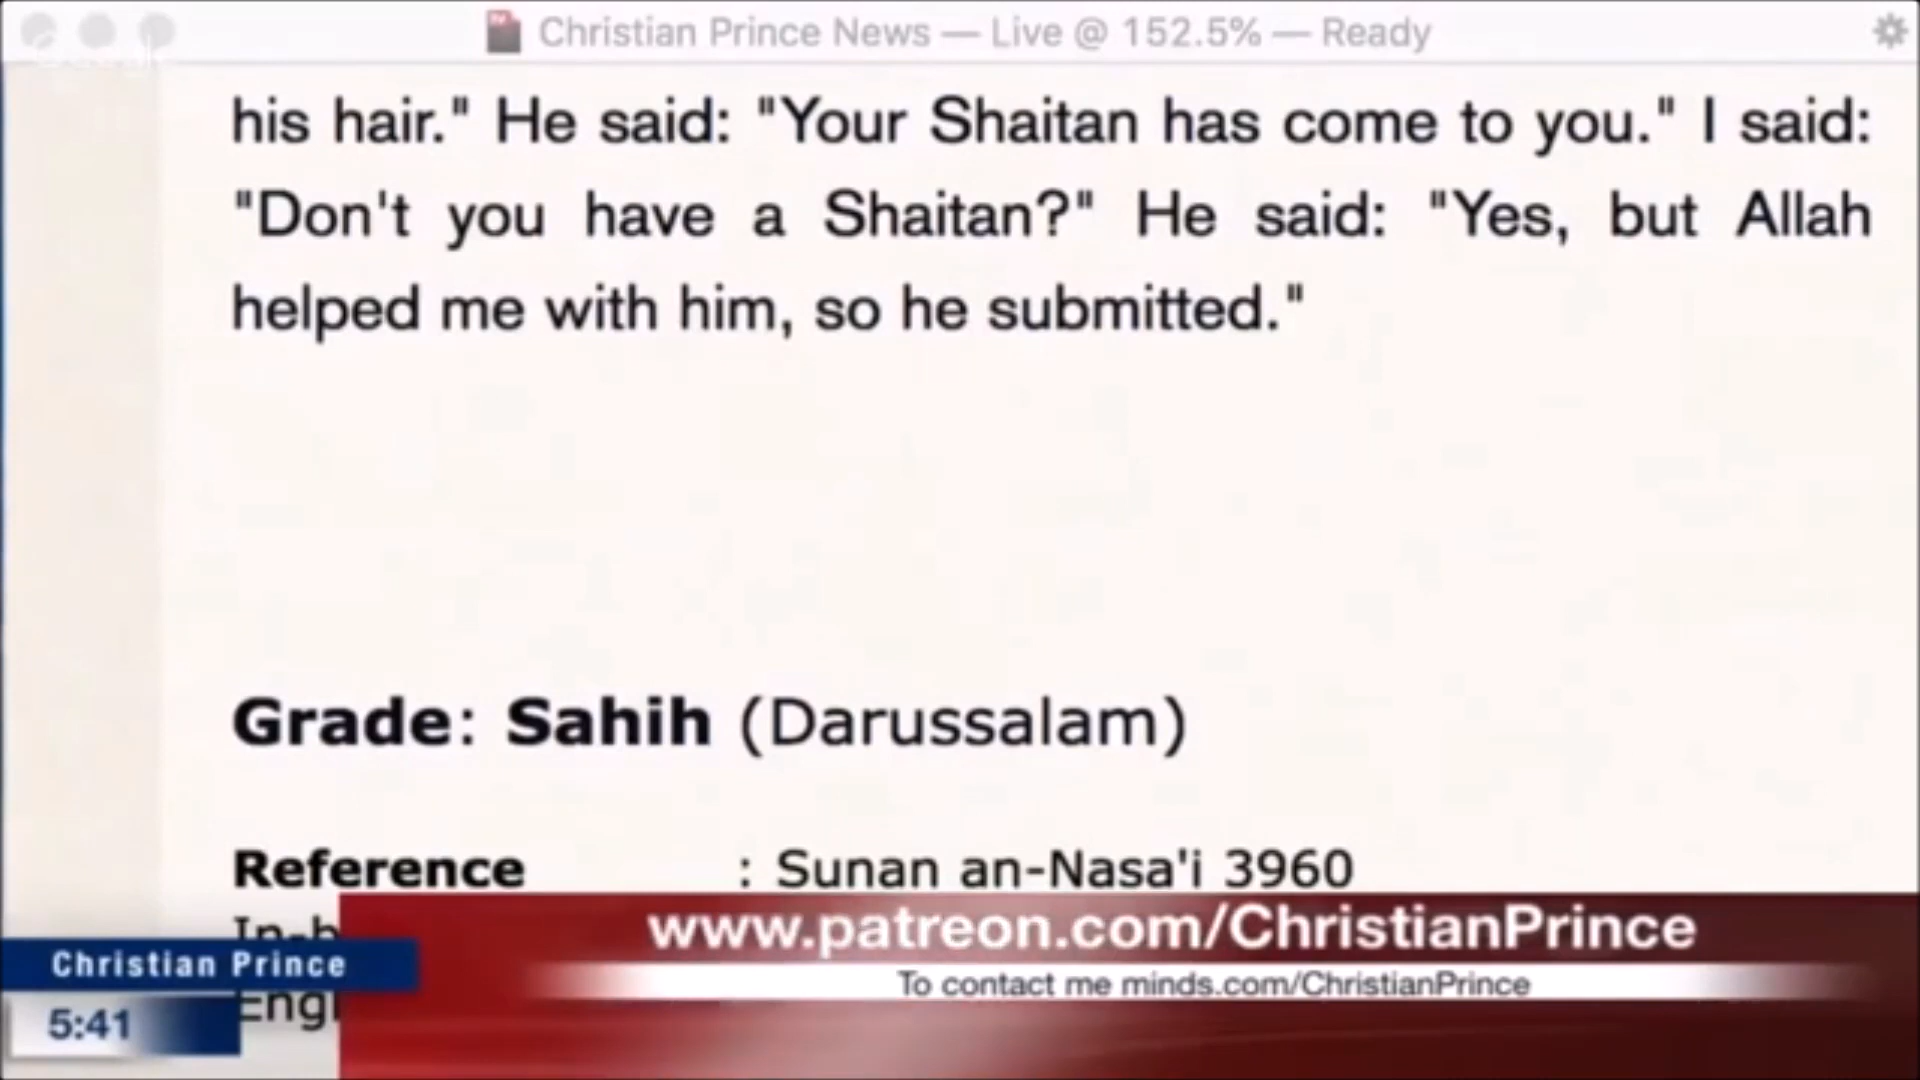 Christian Prince News — Live @ 152.5% — Ready
his hair." He said: "Your Shaitan has come to you." I said:
"Don't you have a Shaitan?" He said: "Yes, but Allah
helped me with him, so he submitted."
Grade: Sahih (Darussalam)
Reference : Sunan an-Nasa'i 3960
www.patreon.com/ChristianPrince
Christian Prince
To contact me minds.com/ChristianPrince
5:41